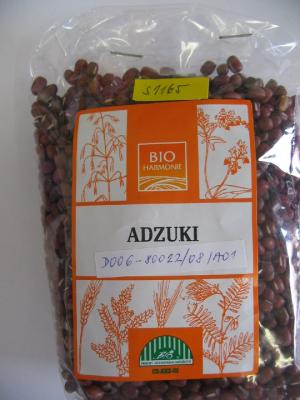 S1165
BIO
HARMONIE
ADZUKI
D006-80022/08/A01